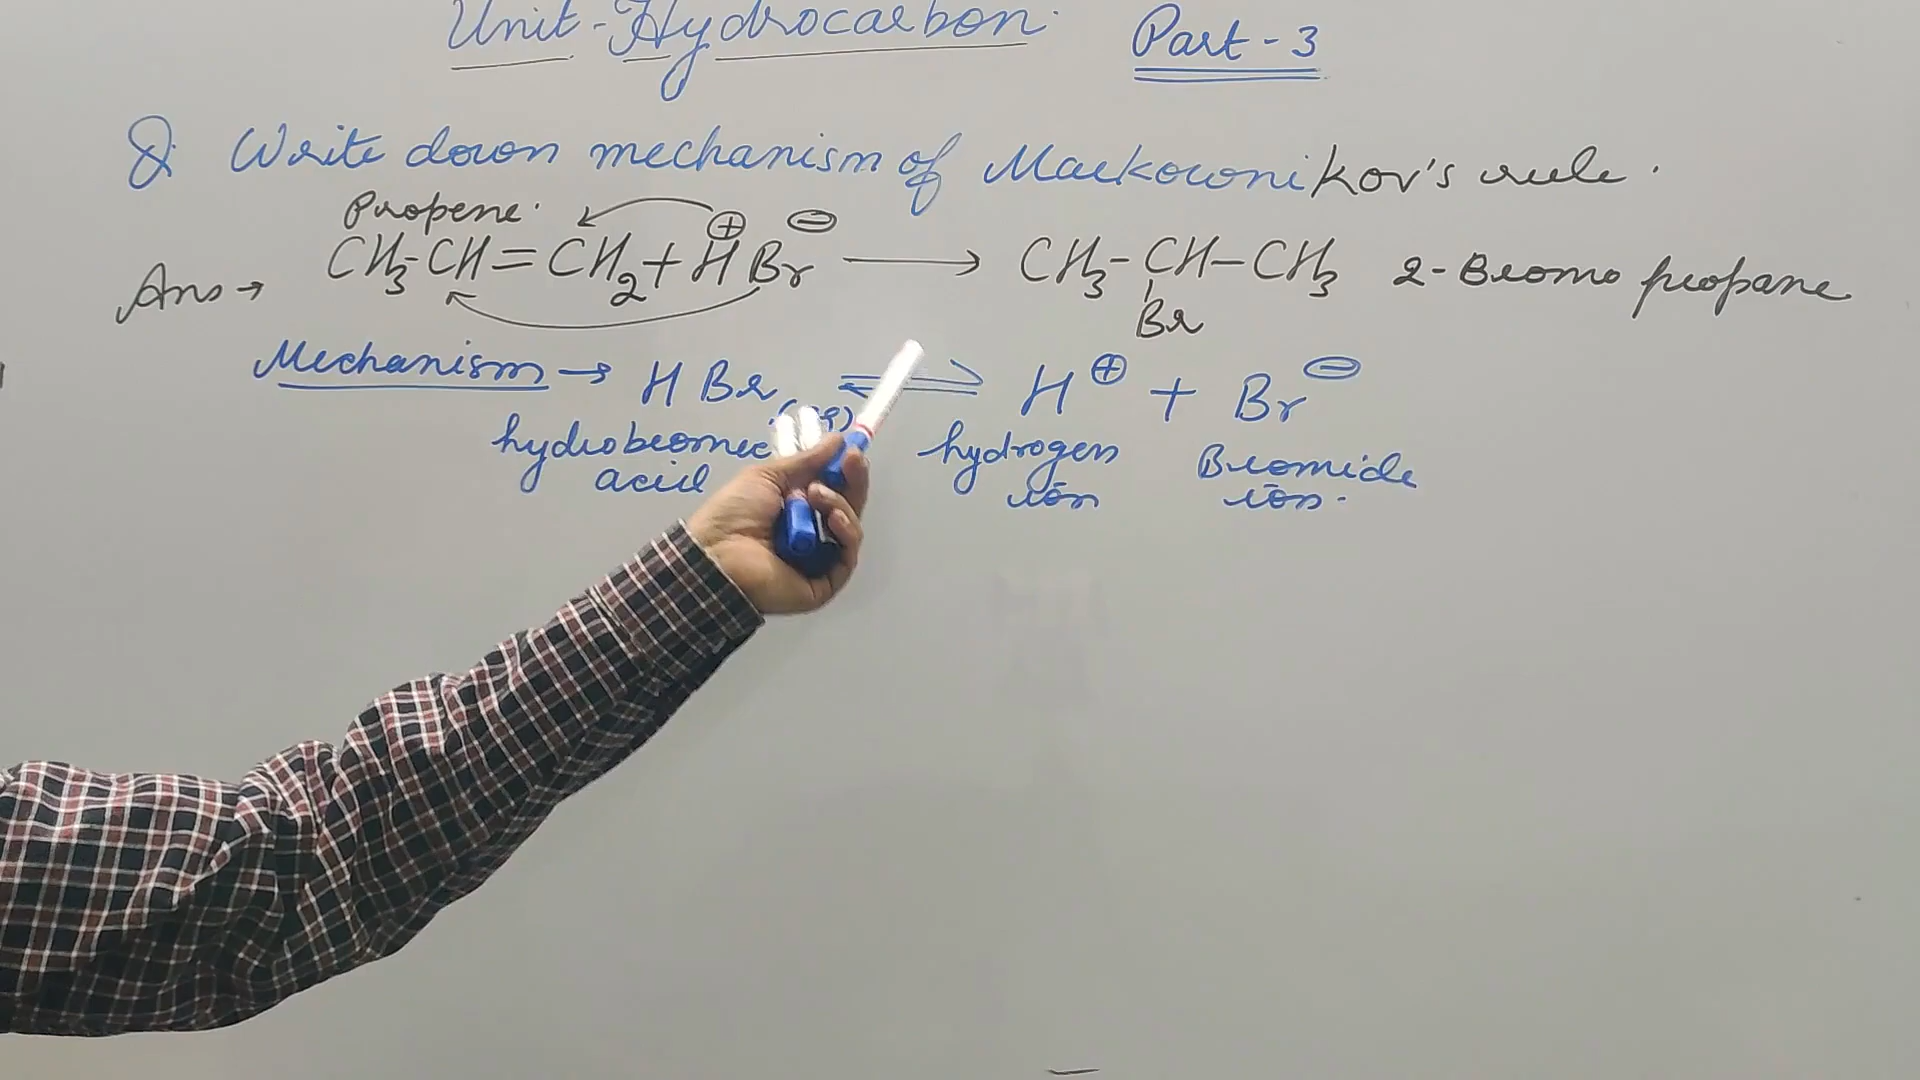 Unit-Hydrocarbon. Part-3
Q. Write down mechanism of Markowonikov's rule.
Propene.
Ans → CH₃-CH=CH₂+H⊕Br⊖ ⟶ CH₃-CH-CH₃ 2-Bromo propane
Br
Mechanism → HBr ⇌ H⊕ + Br⊖
hydrobromic hydrogen Bromide
acid ion ion.